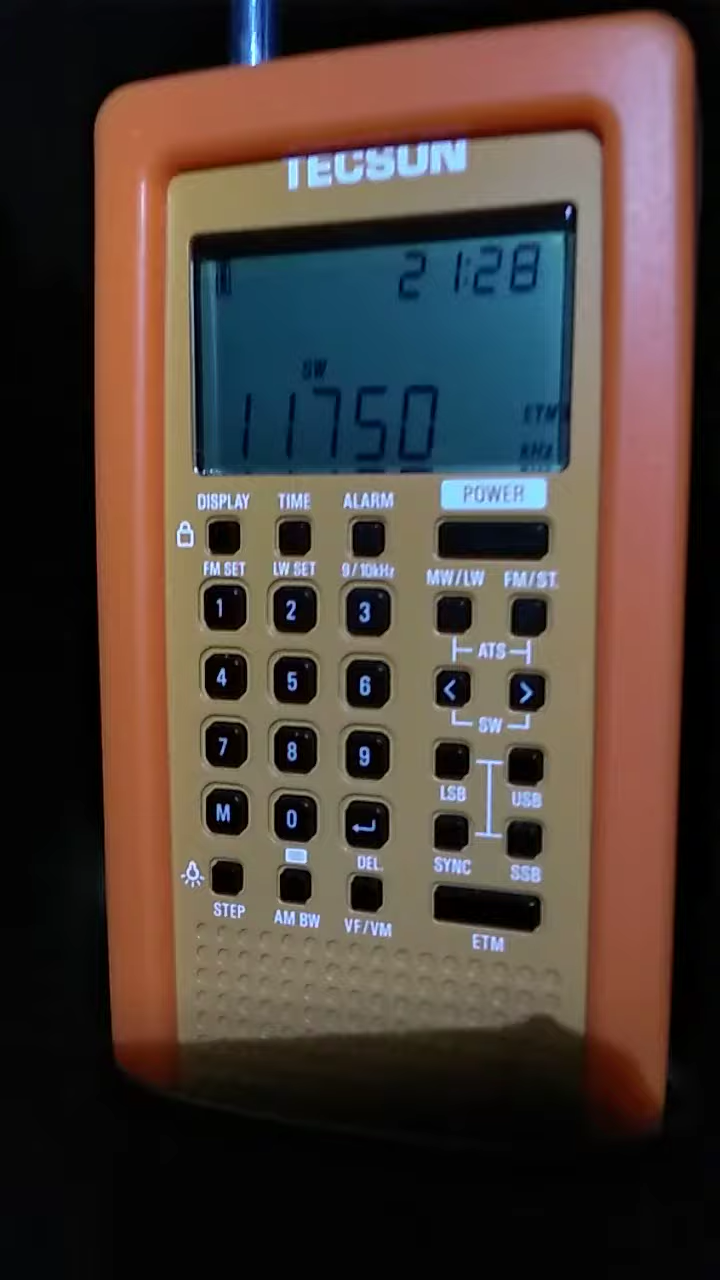 TECSUN
21:28
SW
11750
ETM
KHz
DISPLAY TIME ALARM POWER
FM SET LW SET 9/10kHz MW/LW FM/ST.
1 2 3
ATS
4 5 6 < >
SW
7 8 9
LSB USB
M 0
DEL. SYNC SSB
STEP AM BW VF/VM
ETM